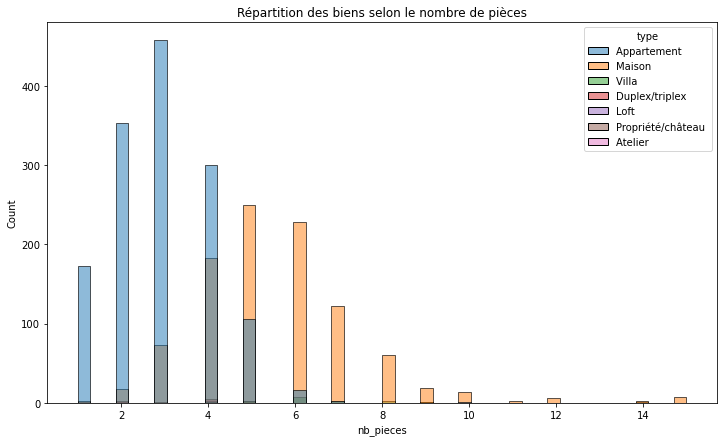 Répartition des biens selon le nombre de pièces
type
Appartement
Maison
Villa
Duplex/triplex
Loft
Propriété/château
Atelier
Count
400
300
200
100
0
2
4
6
8
10
12
14
nb_pieces